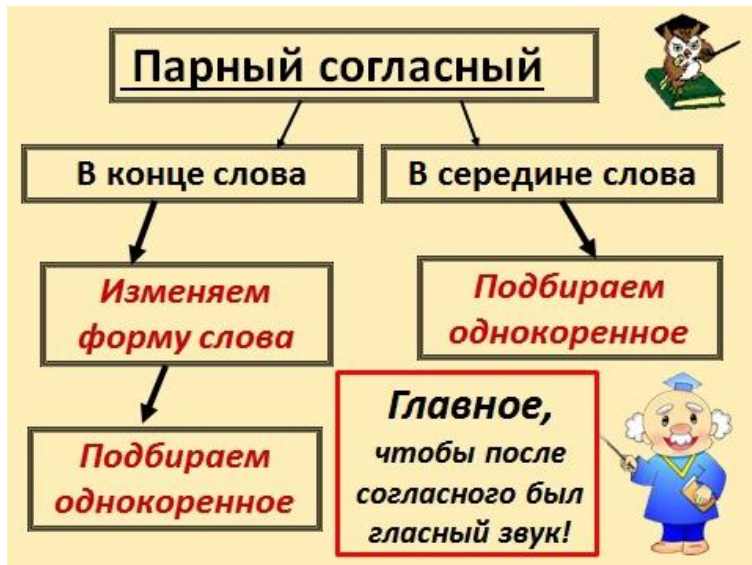 Парный согласный
В конце слова
В середине слова
Изменяем
форму слова
Подбираем
однокоренное
Подбираем
однокоренное
Главное,
чтобы после
согласного был
гласный звук!